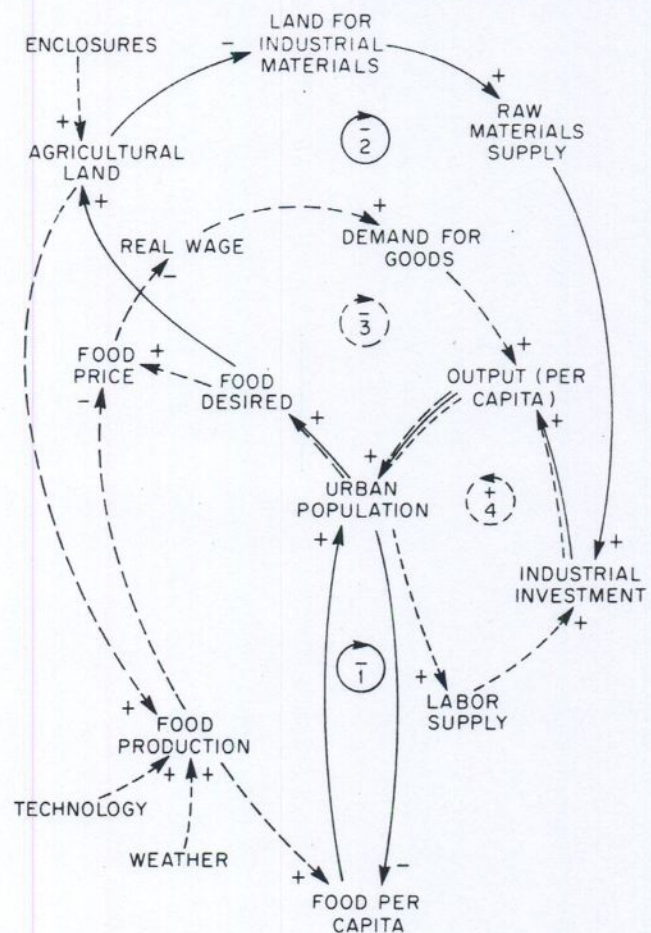 LAND FOR
INDUSTRIAL
MATERIALS
ENCLOSURES
-
+
+
RAW
MATERIALS
SUPPLY
AGRICULTURAL
LAND
-
2
+
+
REAL WAGE
DEMAND FOR
GOODS
-
-
3
FOOD
PRICE
+
+
OUTPUT (PER
CAPITA)
-
FOOD
DESIRED
+
+
+
URBAN
POPULATION
+
4
+
+
INDUSTRIAL
INVESTMENT
+
-
1
+
LABOR
SUPPLY
+
FOOD
PRODUCTION
+
+
TECHNOLOGY
WEATHER
+
-
FOOD PER
CAPITA